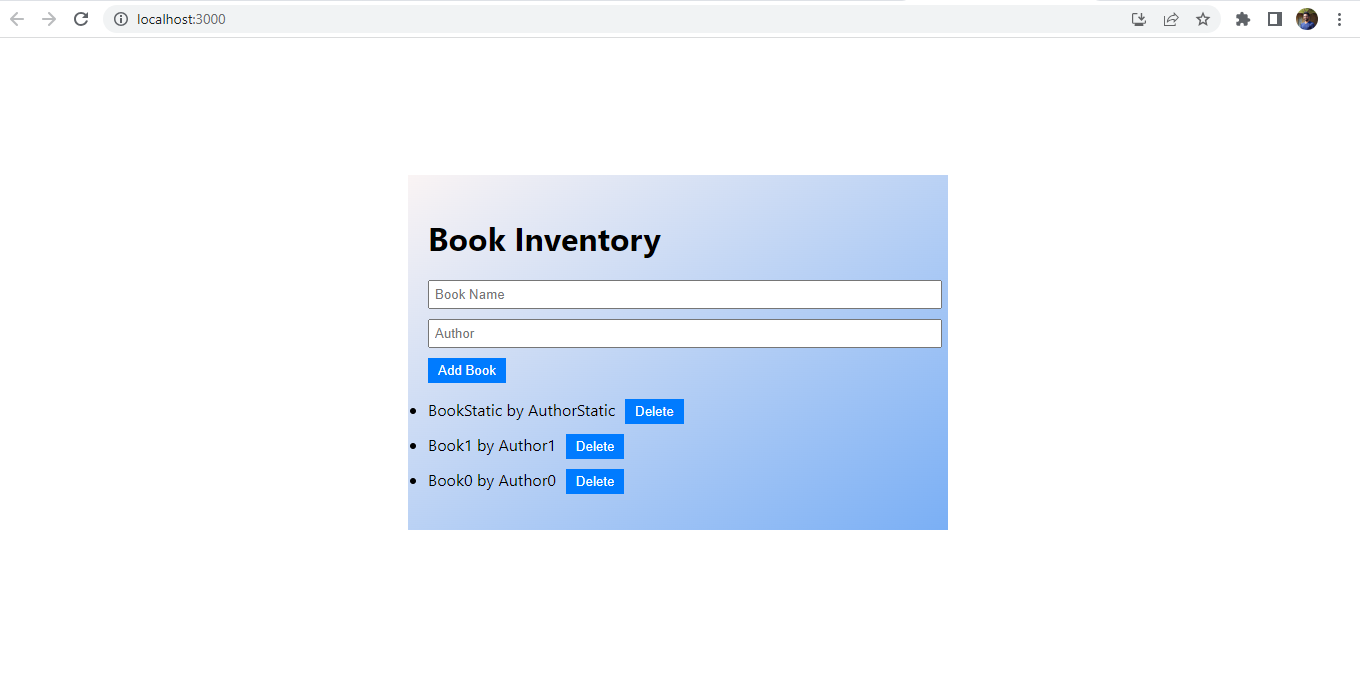 localhost:3000
Book Inventory
Book Name
Author
Add Book
BookStatic by AuthorStatic Delete
Book1 by Author1 Delete
Book0 by Author0 Delete